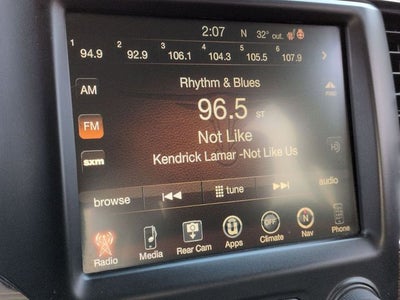 2:07 N 32° out.
1 94.9 2 92.9 3 106.1 4 104.3 5 105.5 6 107.9
Rhythm & Blues
AM
96.5 ST
FM
Not Like
Kendrick Lamar -Not Like Us
sxm
browse tune audio
Radio Media Rear Cam Apps Climate Nav Phone
OFF N